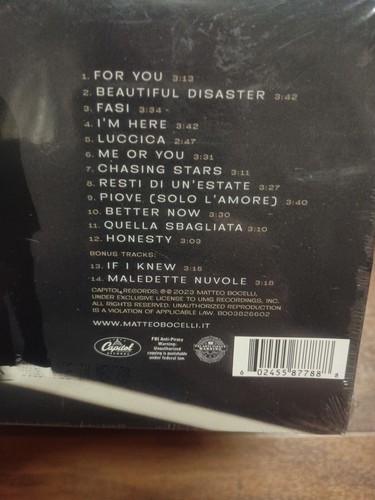 1. FOR YOU 3:13
2. BEAUTIFUL DISASTER 3:42
3. FASI 3:34
4. I'M HERE 3:42
5. LUCCICA 2:47
6. ME OR YOU 3:31
7. CHASING STARS 3:11
8. RESTI DI UN'ESTATE 3:27
9. PIOVE (SOLO L'AMORE) 3:40
10. BETTER NOW 3:30
11. QUELLA SBAGLIATA 3:10
12. HONESTY 3:03
BONUS TRACKS:
13. IF I KNEW 3:15
14. MALEDETTE NUVOLE 3:18
CAPITOL RECORDS; ℗© 2023 MATTEO BOCELLI,
UNDER EXCLUSIVE LICENSE TO UMG RECORDINGS, INC.
ALL RIGHTS RESERVED. UNAUTHORIZED REPRODUCTION
IS A VIOLATION OF APPLICABLE LAW. B003826602
WWW.MATTEOBOCELLI.IT
Capitol
RECORDS
FBI Anti-Piracy
Warning:
Unauthorized
copying is punishable
under federal law.
6 02455 87788 8